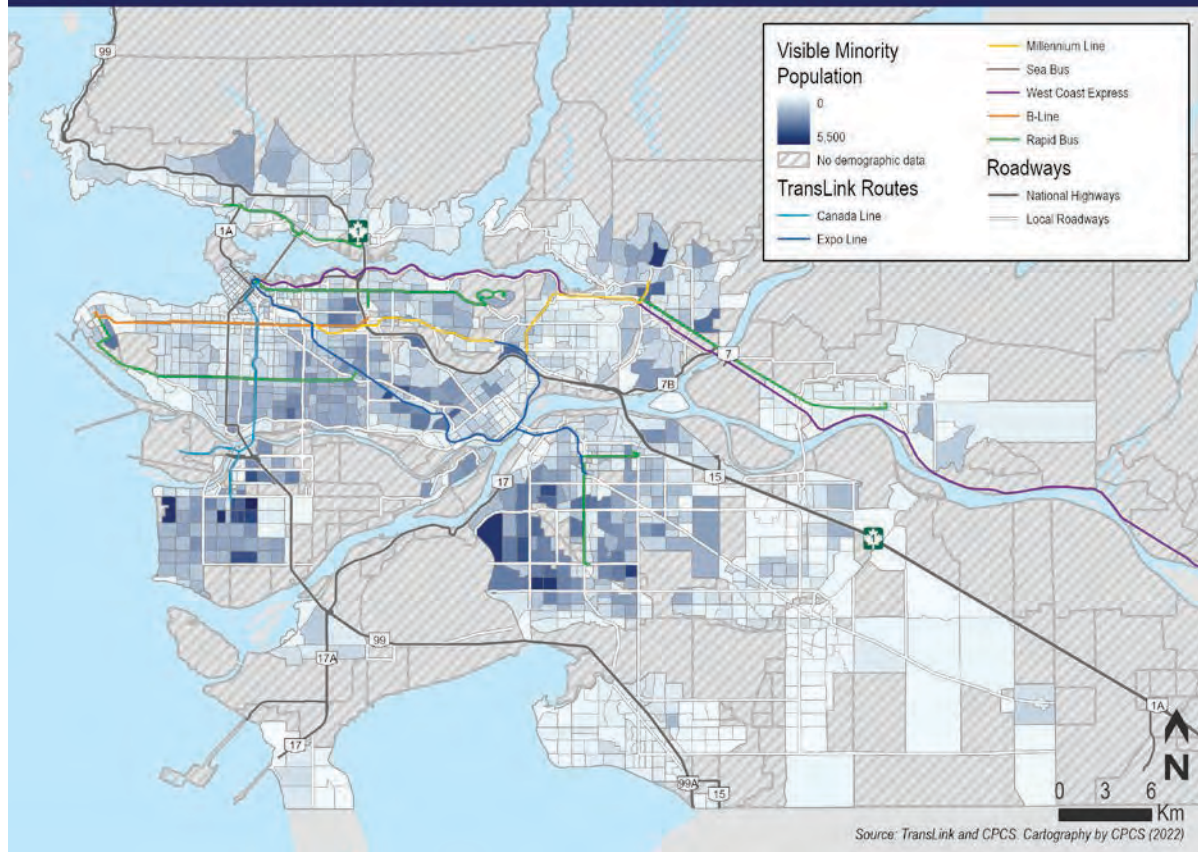 Visible Minority
Population
0
5,500
No demographic data
TransLink Routes
Canada Line
Expo Line
Millennium Line
Sea Bus
West Coast Express
B-Line
Rapid Bus
Roadways
National Highways
Local Roadways
99
1A
1
7
7B
17
15
1
99
17A
17
1A
99A
15
N
0 3 6
Km
Source: TransLink and CPCS. Cartography by CPCS (2022)